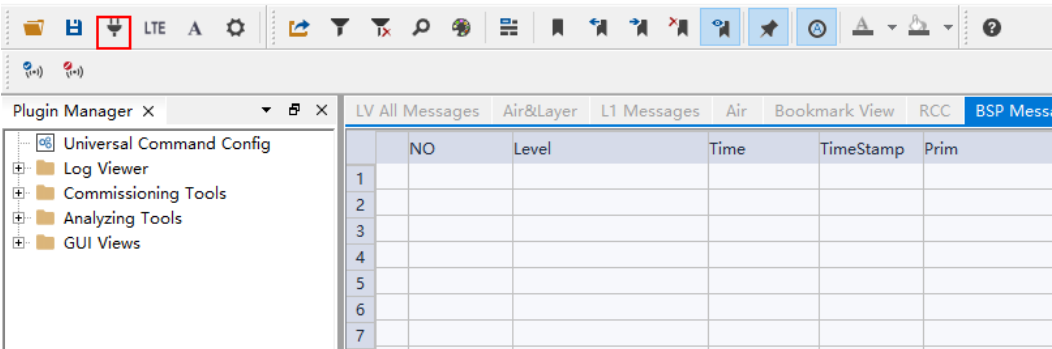 LTE A A ?
Plugin Manager
LV All Messages Air&Layer L1 Messages Air Bookmark View RCC BSP Messa
Universal Command Config
Log Viewer
Commissioning Tools
Analyzing Tools
GUI Views
NO Level Time TimeStamp Prim
1
2
3
4
5
6
7